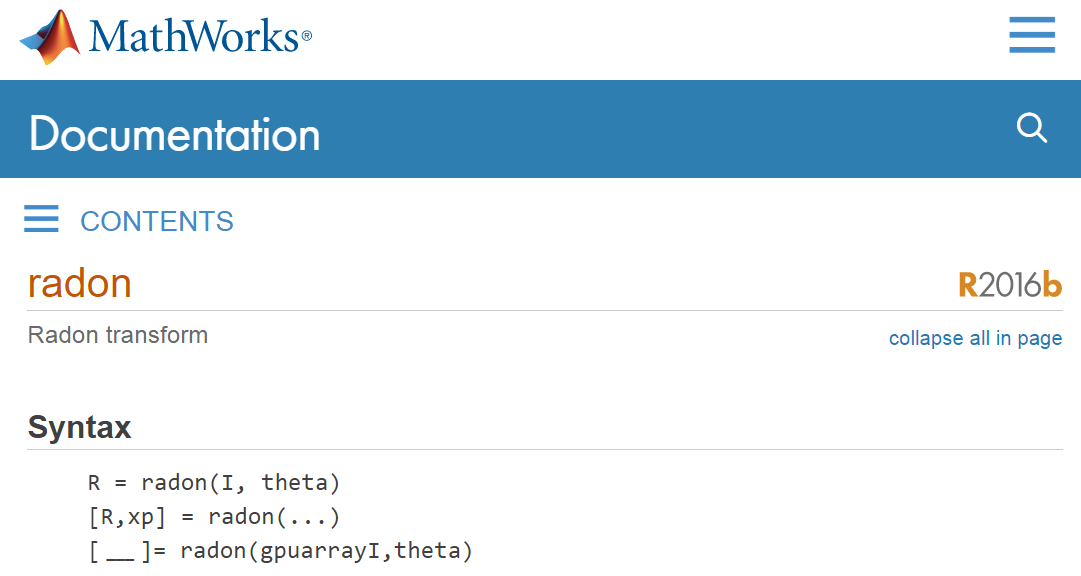 MathWorks®
Documentation
CONTENTS
radon
R2016b
Radon transform
collapse all in page
Syntax
R = radon(I, theta)
[R,xp] = radon(...)
[ __ ]= radon(gpuarrayI,theta)